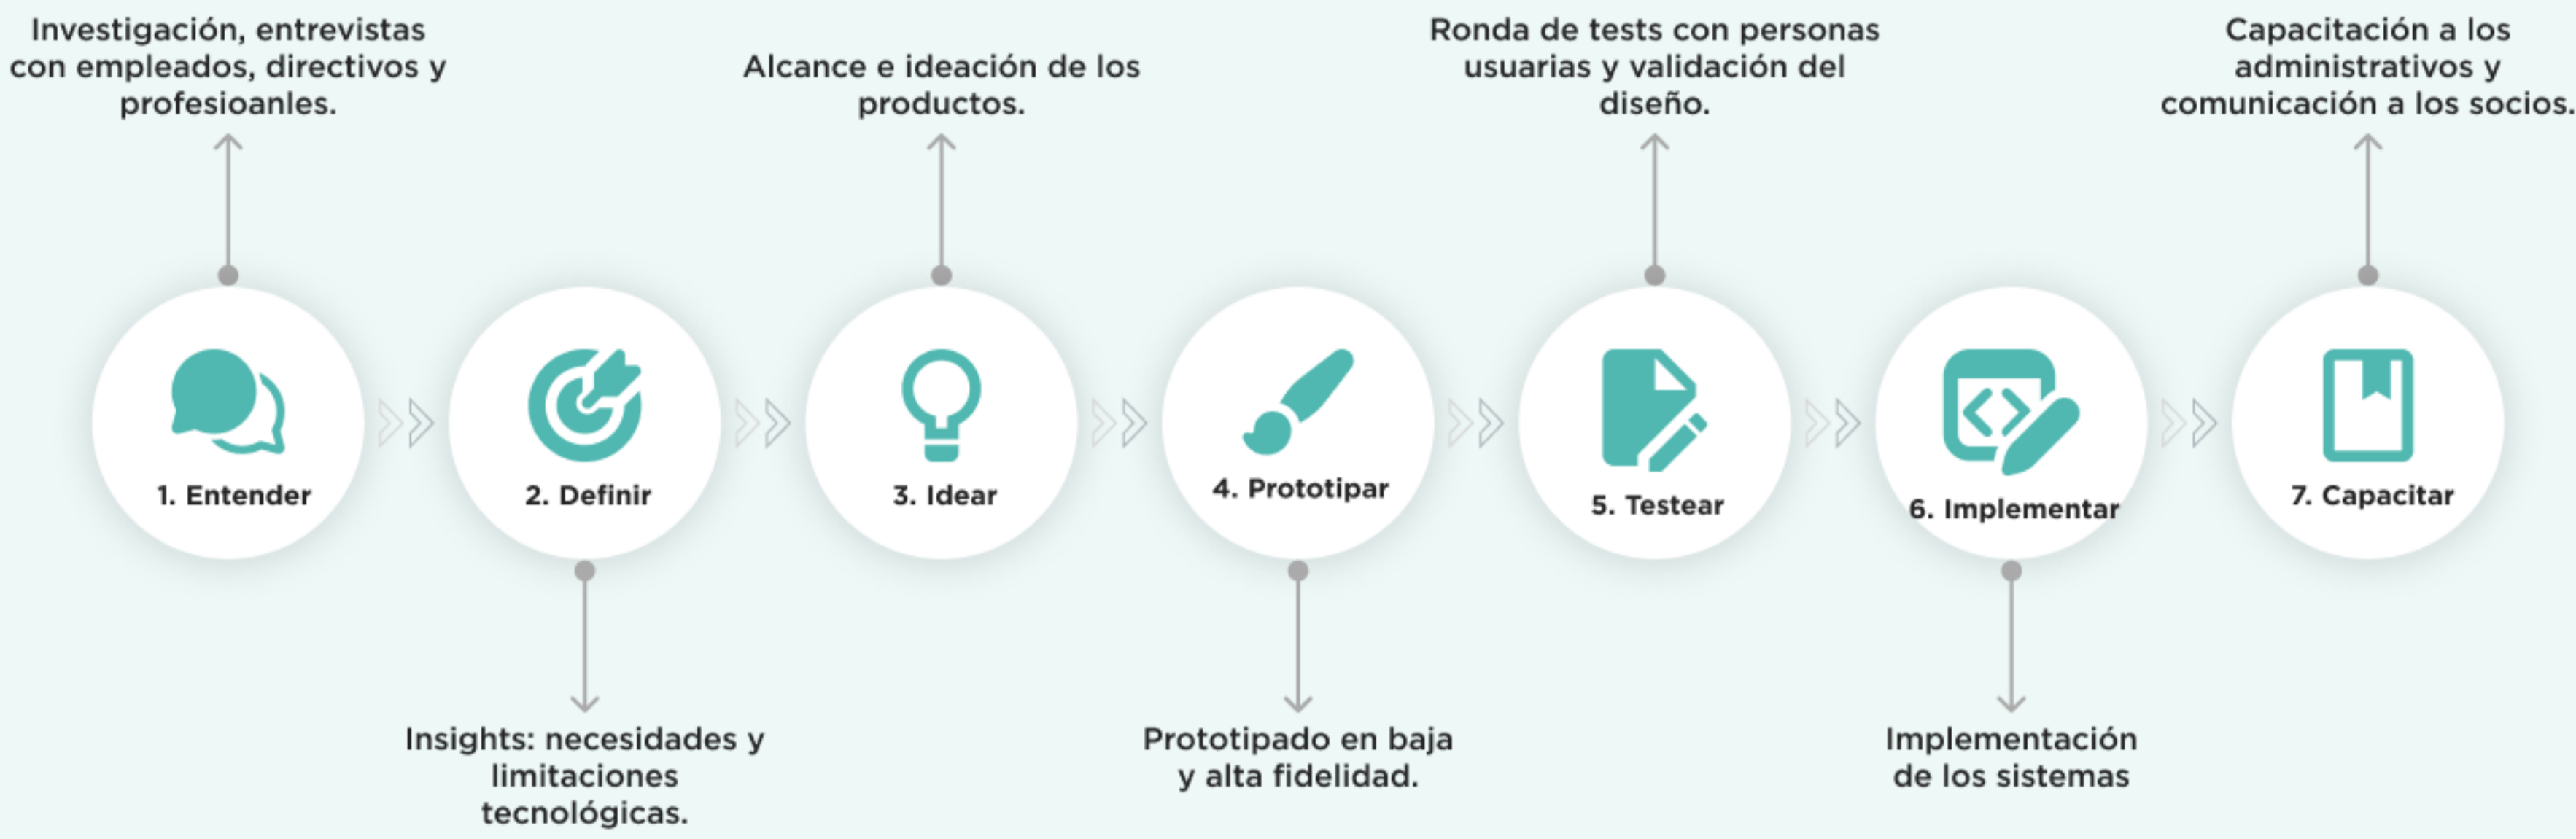 Investigación, entrevistas
con empleados, directivos y
profesioanles.
Alcance e ideación de los
productos.
Ronda de tests con personas
usuarias y validación del
diseño.
Capacitación a los
administrativos y
comunicación a los socios.
1. Entender
2. Definir
3. Idear
4. Prototipar
5. Testear
6. Implementar
7. Capacitar
Insights: necesidades y
limitaciones
tecnológicas.
Prototipado en baja
y alta fidelidad.
Implementación
de los sistemas